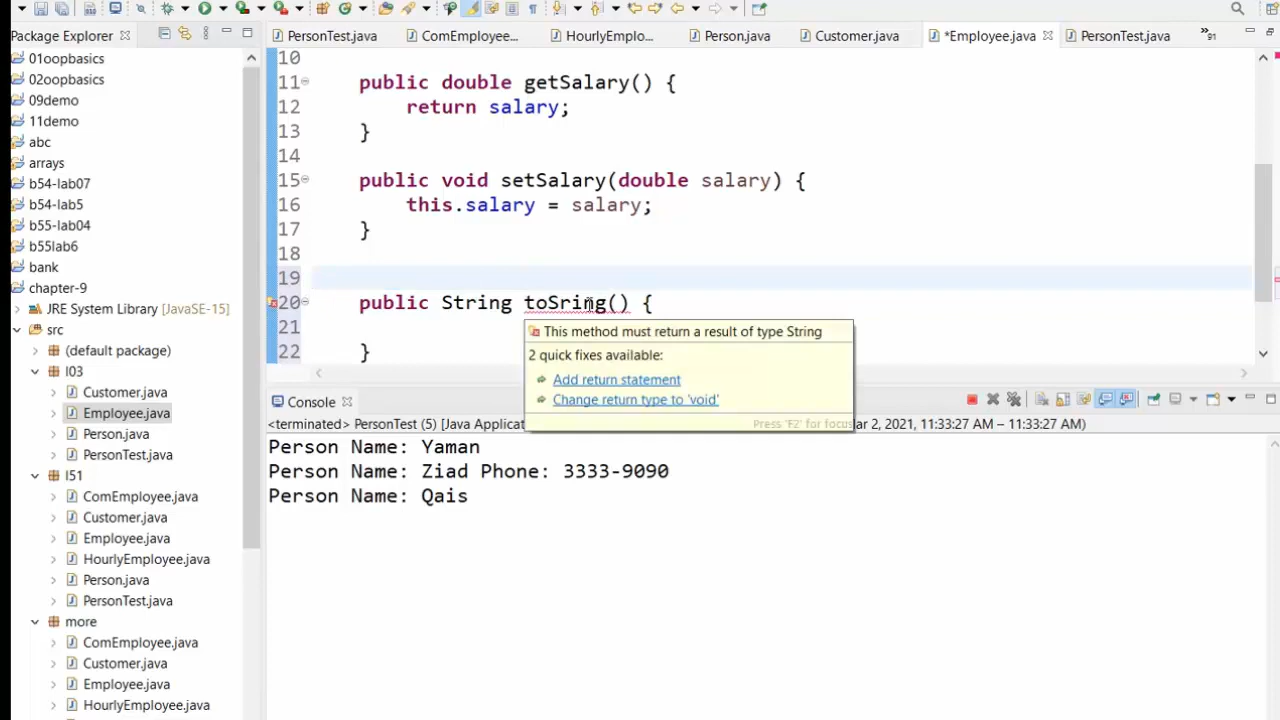 Package Explorer
PersonTest.java
ComEmployee...
HourlyEmplo...
Person.java
Customer.java
*Employee.java
PersonTest.java
91
01oopbasics
02oopbasics
09demo
11demo
abc
arrays
b54-lab07
b54-lab5
b55-lab04
b55lab6
bank
chapter-9
JRE System Library [JavaSE-15]
src
(default package)
l03
Customer.java
Employee.java
Person.java
PersonTest.java
l51
ComEmployee.java
Customer.java
Employee.java
HourlyEmployee.java
Person.java
PersonTest.java
more
ComEmployee.java
Customer.java
Employee.java
HourlyEmployee.java
10
11 public double getSalary() {
12 return salary;
13 }
14
15 public void setSalary(double salary) {
16 this.salary = salary;
17 }
18
19
20 public String toSring() {
21
22 }
This method must return a result of type String
2 quick fixes available:
Add return statement
Change return type to 'void'
Press 'F2' for focus
Console
<terminated> PersonTest (5) [Java Applicat
ar 2, 2021, 11:33:27 AM – 11:33:27 AM)
Person Name: Yaman
Person Name: Ziad Phone: 3333-9090
Person Name: Qais